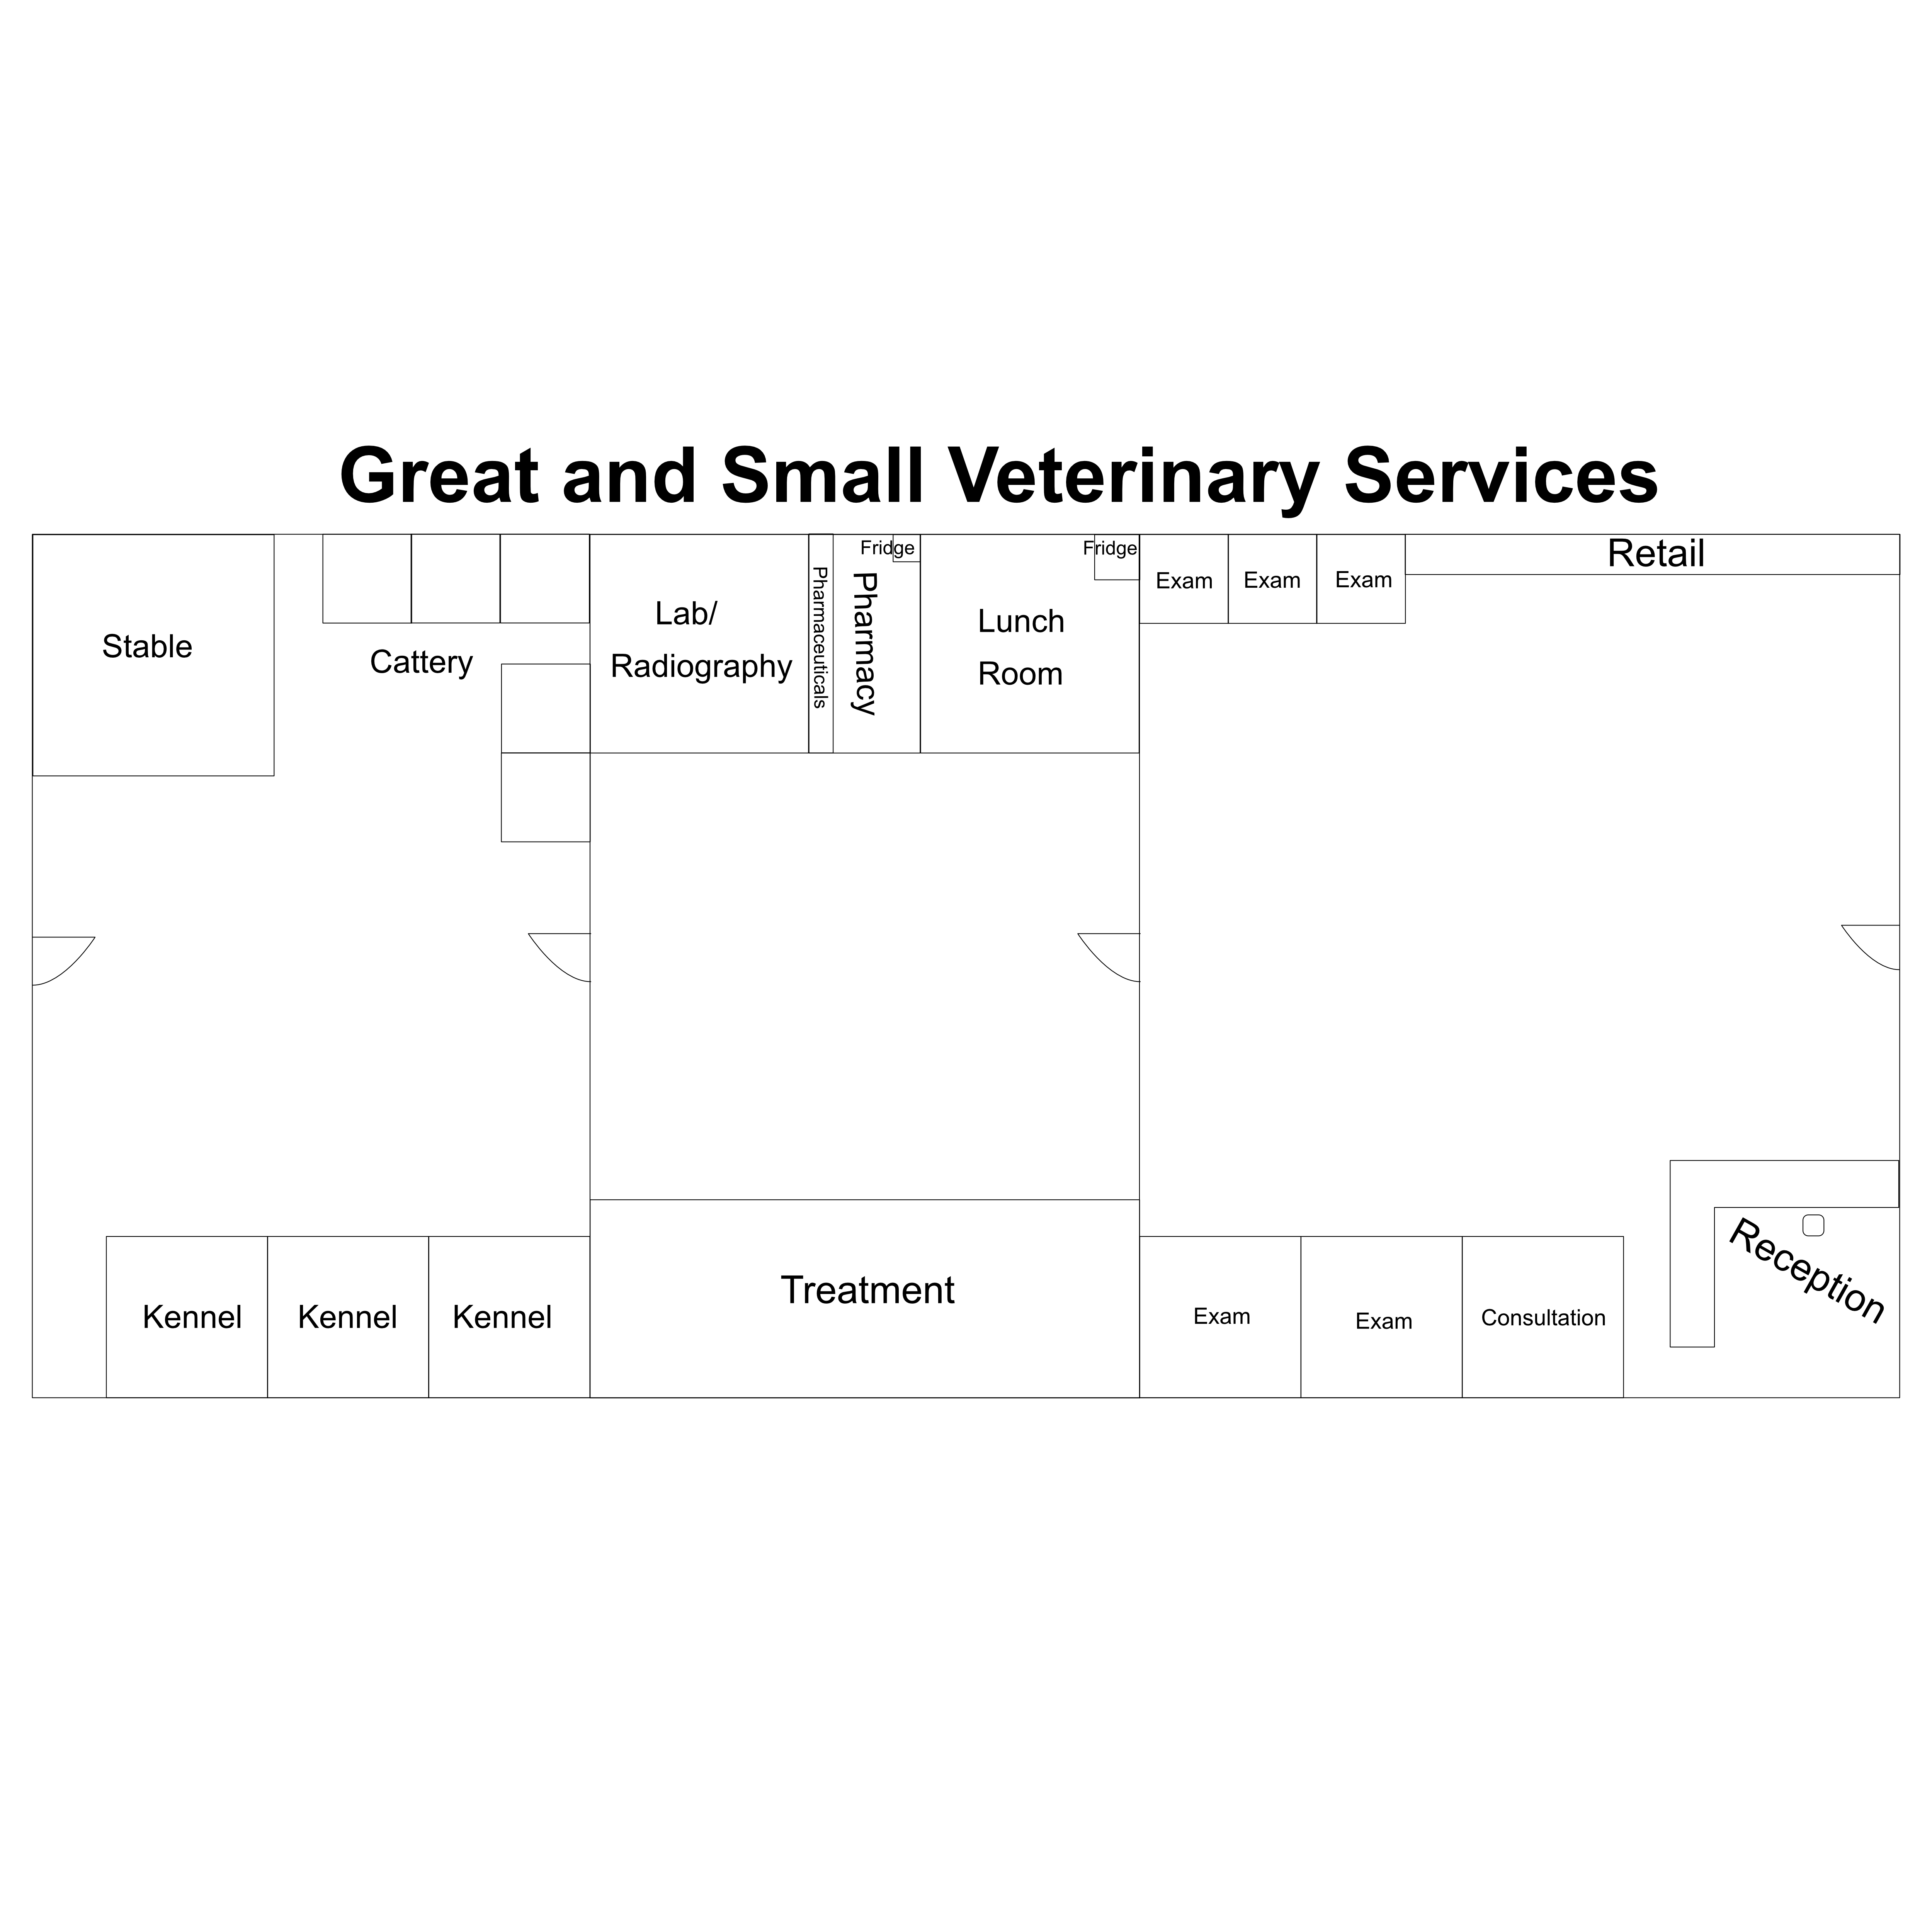 Great and Small Veterinary Services
Stable
Cattery
Lab/
Radiography
Pharmaceuticals
Fridge
Pharmacy
Fridge
Lunch
Room
Exam
Exam
Exam
Retail
Kennel
Kennel
Kennel
Treatment
Exam
Exam
Consultation
Reception